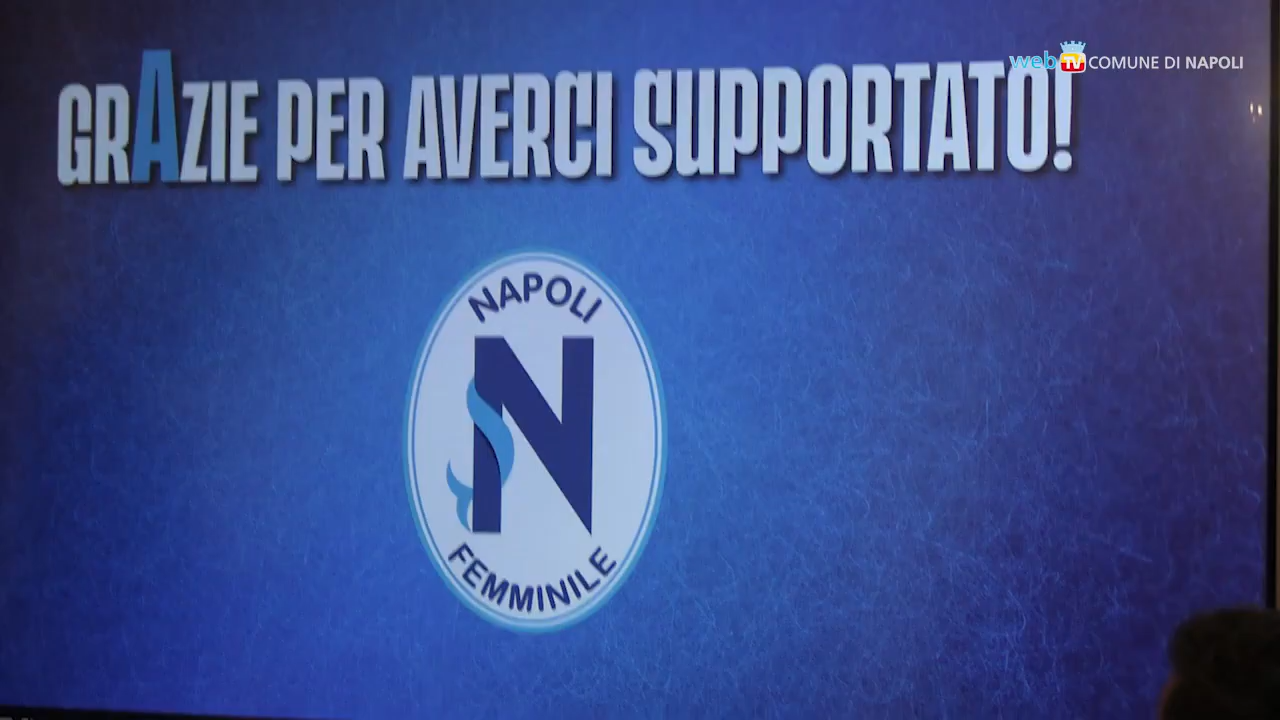 webTV COMUNE DI NAPOLI
GRAZIE PER AVERCI SUPPORTATO!
NAPOLI
N
FEMMINILE